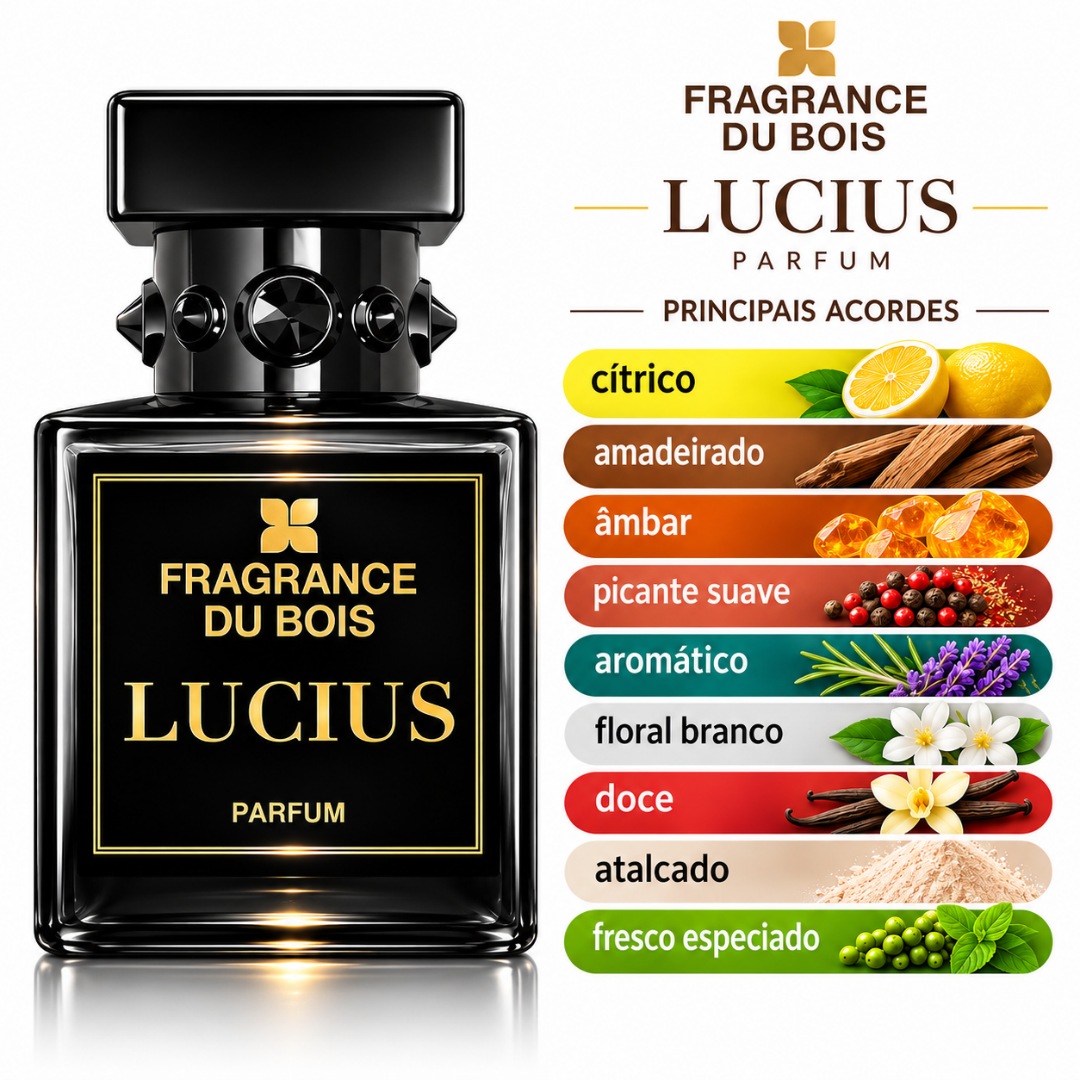 FRAGRANCE
DU BOIS
LUCIUS
PARFUM
FRAGRANCE
DU BOIS
LUCIUS
PARFUM
PRINCIPAIS ACORDES
cítrico
amadeirado
âmbar
picante suave
aromático
floral branco
doce
atalcado
fresco especiado